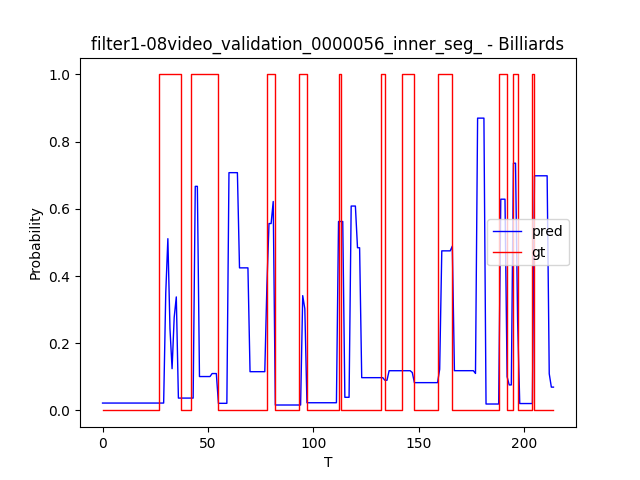 filter1-08video_validation_0000056_inner_seg_ - Billiards
1.0
0.8
0.6
0.4
0.2
0.0
Probability
pred
gt
0
50
100
150
200
T